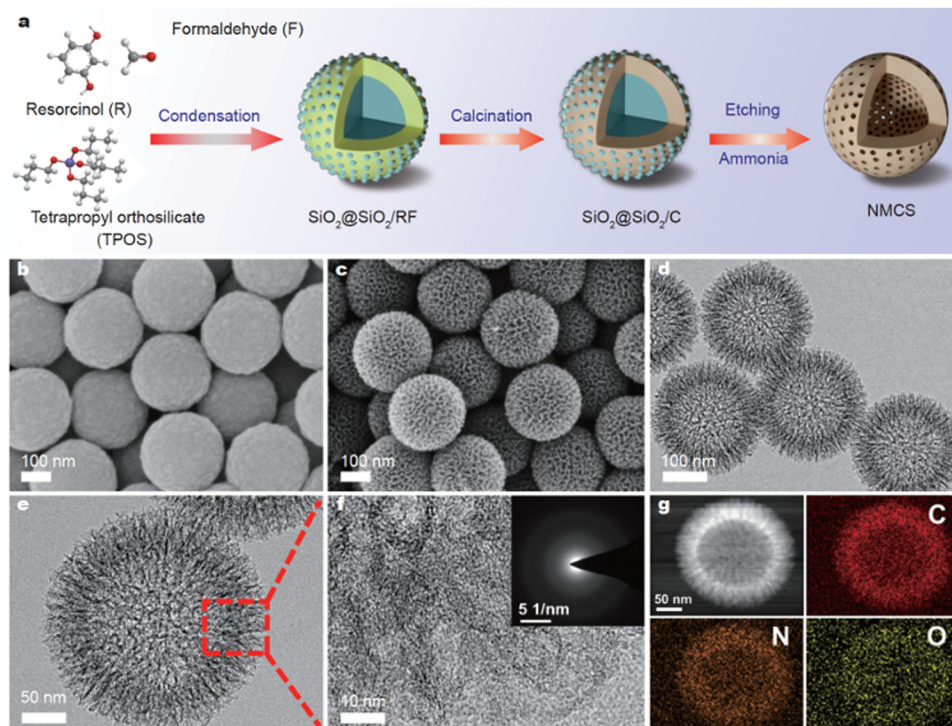 a
Formaldehyde (F)
Resorcinol (R)
Condensation
Calcination
Etching
Ammonia
Tetrapropyl orthosilicate
(TPOS)
SiO₂@SiO₂/RF
SiO₂@SiO₂/C
NMCS
b
100 nm
c
100 nm
d
100 nm
e
50 nm
f
5 1/nm
10 nm
g
50 nm
C
N
O